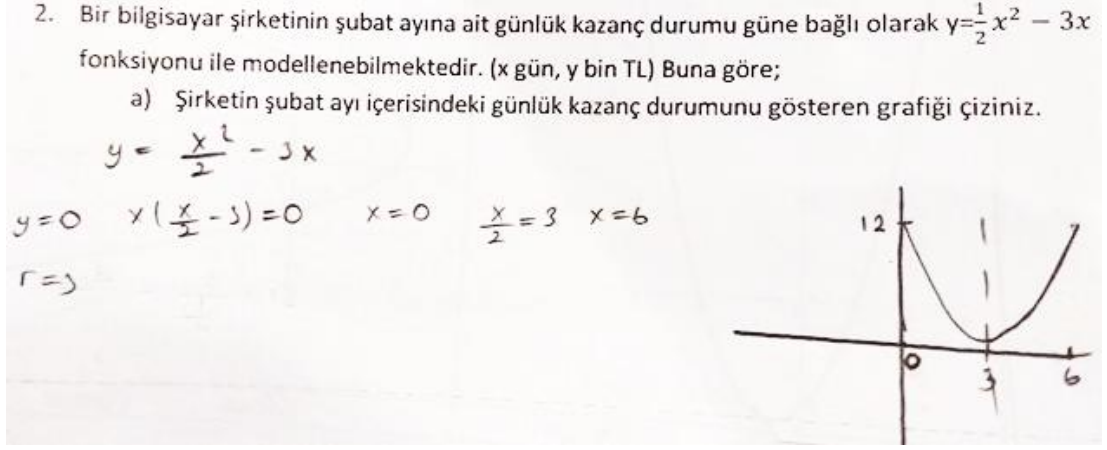 2. Bir bilgisayar şirketinin şubat ayına ait günlük kazanç durumu güne bağlı olarak y=1/2 x² − 3x
fonksiyonu ile modellenebilmektedir. (x gün, y bin TL) Buna göre;
a) Şirketin şubat ayı içerisindeki günlük kazanç durumunu gösteren grafiği çiziniz.
y = x²/2 - 3x
y=0 x(x/2 - 3)=0 x=0 x/2=3 x=6
r=3
12
0 3 6